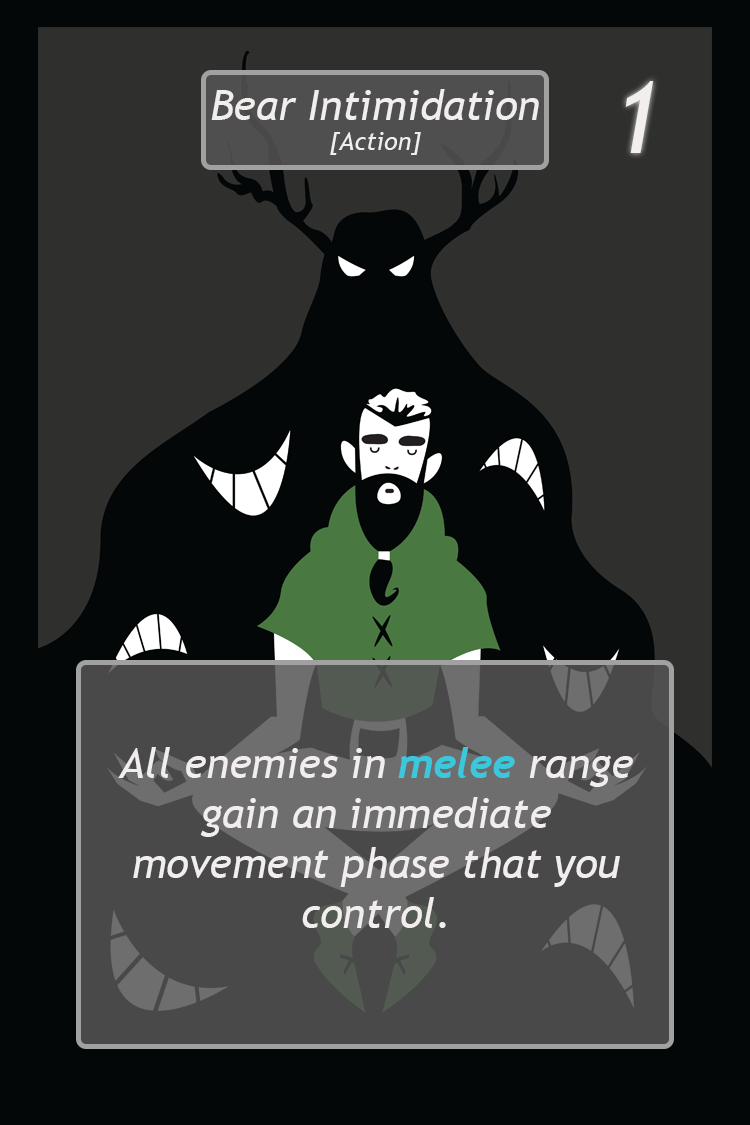 Bear Intimidation
[Action]
1
All enemies in melee range
gain an immediate
movement phase that you
control.